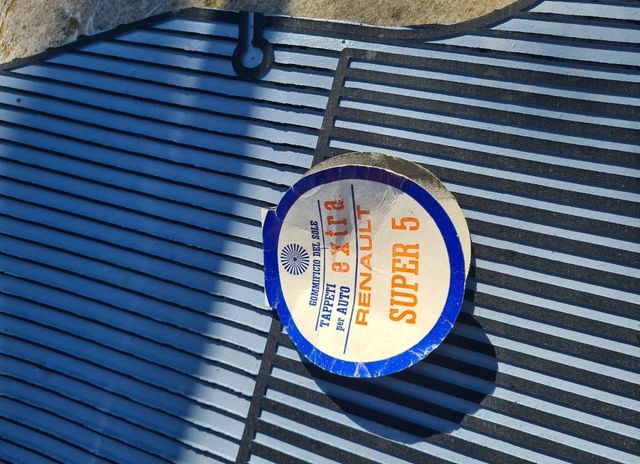 GOMMIFICIO DEL SOLE
TAPPETI
per AUTO
extra
RENAULT
SUPER 5